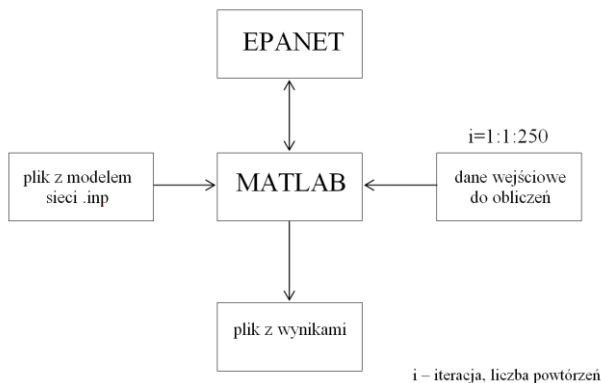 EPANET
i=1:1:250
plik z modelem
sieci .inp
MATLAB
dane wejściowe
do obliczeń
plik z wynikami
i – iteracja, liczba powtórzeń